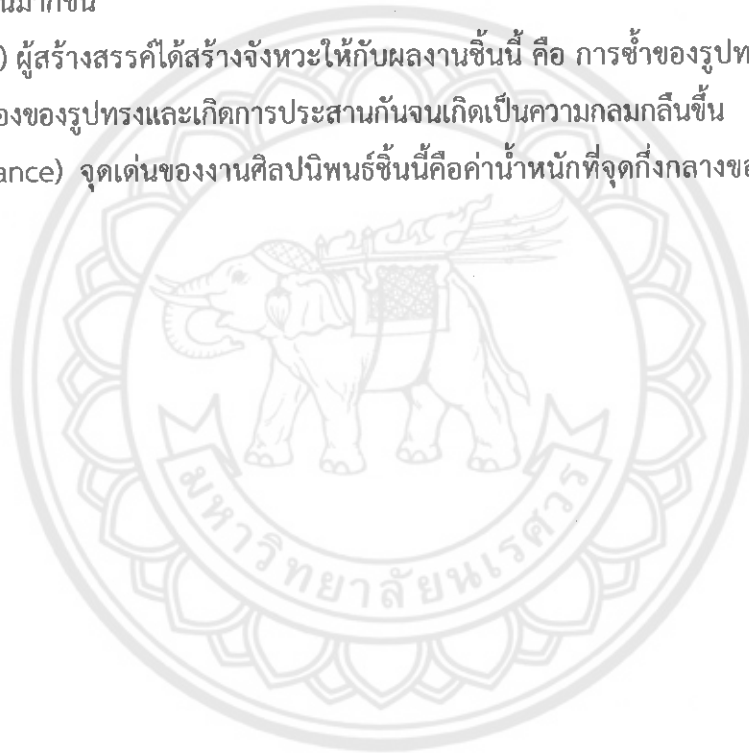 นมากขึ้น
) ผู้สร้างสรรค์ได้สร้างจังหวะให้กับผลงานชิ้นนี้ คือ การซ้ำของรูปท
องของรูปทรงและเกิดการประสานกันจนเกิดเป็นความกลมกลืนขึ้น
ance) จุดเด่นของงานศิลปนิพนธ์ชิ้นนี้คือค่าน้ำหนักที่จุดกึ่งกลางขอ
มหาวิทยาลัยนเรศวร